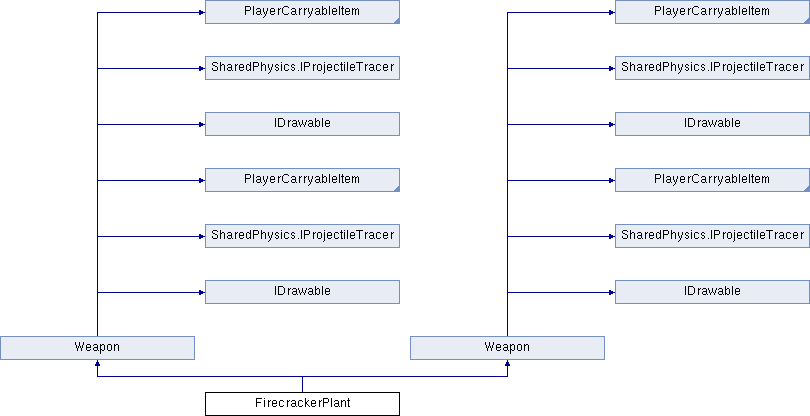 PlayerCarryableItem PlayerCarryableItem
SharedPhysics.IProjectileTracer SharedPhysics.IProjectileTracer
IDrawable IDrawable
PlayerCarryableItem PlayerCarryableItem
SharedPhysics.IProjectileTracer SharedPhysics.IProjectileTracer
IDrawable IDrawable
Weapon Weapon
FirecrackerPlant